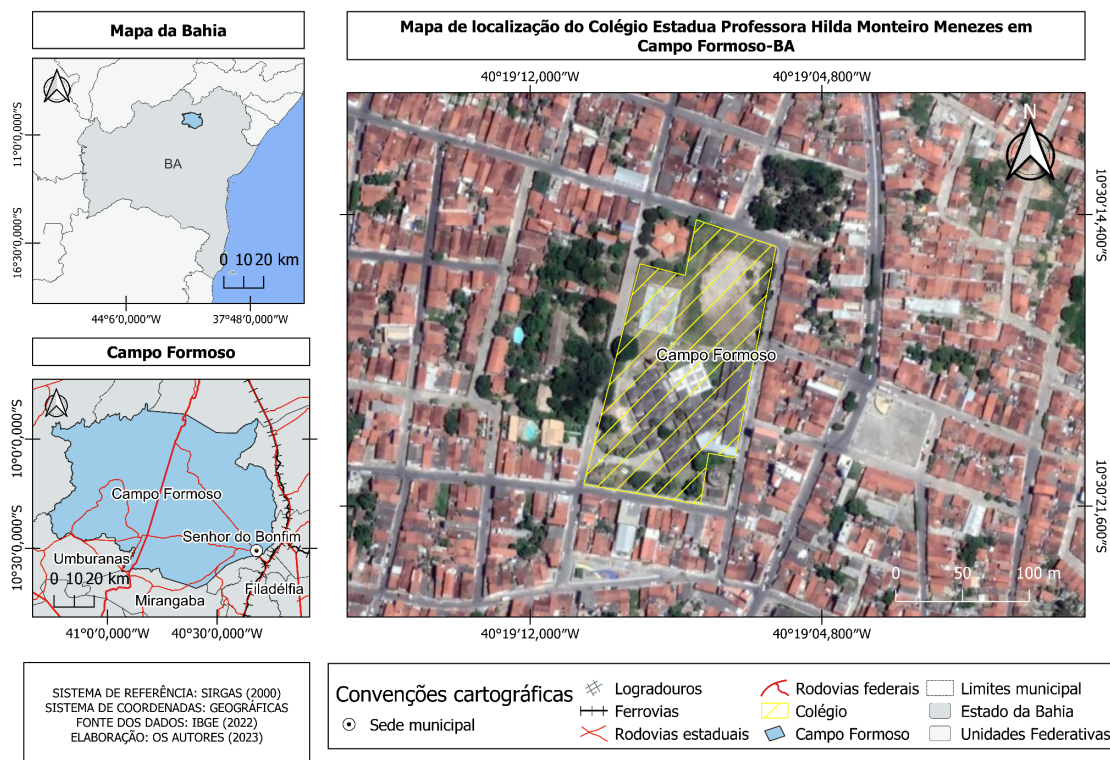 Mapa da Bahia
11°0′0,000″S
16°30′0,000″S
BA
0 10 20 km
44°6′0,000″W
37°48′0,000″W
Campo Formoso
11°0′0,000″S
10°30′0,000″S
Campo Formoso
Senhor do Bonfim
Umburanas
0 10 20 km
Filadélfia
Mirangaba
41°0′0,000″W
40°30′0,000″W
SISTEMA DE REFERÊNCIA: SIRGAS (2000)
SISTEMA DE COORDENADAS: GEOGRÁFICAS
FONTE DOS DADOS: IBGE (2022)
ELABORAÇÃO: OS AUTORES (2023)
Mapa de localização do Colégio Estadua Professora Hilda Monteiro Menezes em
Campo Formoso-BA
40°19′12,000″W
40°19′04,800″W
N
10°30′14,400″S
Campo Formoso
10°30′21,600″S
0 50 100 m
40°19′12,000″W
40°19′04,800″W
Convenções cartográficas
Sede municipal
Logradouros
Ferrovias
Rodovias estaduais
Rodovias federais
Colégio
Campo Formoso
Limites municipal
Estado da Bahia
Unidades Federativas